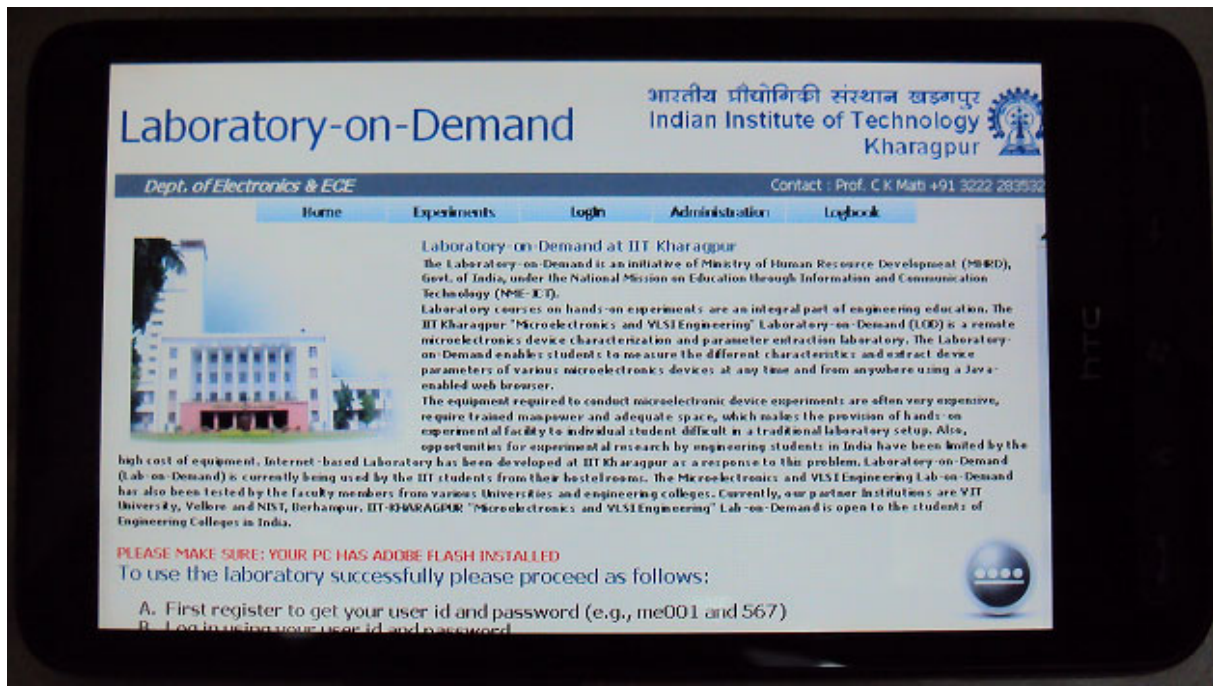 Laboratory-on-Demand
भारतीय प्रौद्योगिकी संस्थान खड़गपुर
Indian Institute of Technology
Kharagpur
Dept. of Electronics & ECE
Contact : Prof. C K Maiti +91 3222 283532
Home Experiments Login Administration Logbook
Laboratory-on-Demand at IIT Kharagpur
The Laboratory-on-Demand is an initiative of Ministry of Human Resource Development (MHRD),
Govt. of India, under the National Mission on Education through Information and Communication
Technology (NME-ICT).
Laboratory courses on hands-on experiments are an integral part of engineering education. The
IIT Kharagpur "Microelectronics and VLSI Engineering" Laboratory-on-Demand (LOD) is a remote
microelectronics device characterization and parameter extraction laboratory. The Laboratory-
on-Demand enables students to measure the different characteristics and extract device
parameters of various microelectronics devices at any time and from anywhere using a Java-
enabled web browser.
The equipment required to conduct microelectronic device experiments are often very expensive,
require trained manpower and adequate space, which makes the provision of hands-on
experimental facility to individual student difficult in a traditional laboratory setup. Also,
opportunities for experimental research by engineering students in India have been limited by the
high cost of equipment. Internet-based Laboratory has been developed at IIT Kharagpur as a response to this problem. Laboratory-on-Demand
(Lab-on-Demand) is currently being used by the IIT students from their hostel rooms. The Microelectronics and VLSI Engineering Lab-on-Demand
has also been tested by the faculty members from various Universities and engineering colleges. Currently, our partner Institutions are VIT
University, Vellore and NIST, Berhampur. IIT-KHARAGPUR "Microelectronics and VLSI Engineering" Lab-on-Demand is open to the students of
Engineering Colleges in India.
PLEASE MAKE SURE: YOUR PC HAS ADOBE FLASH INSTALLED
To use the laboratory successfully please proceed as follows:
A. First register to get your user id and password (e.g., me001 and 567)
B. Log in using your user id and password
hTC